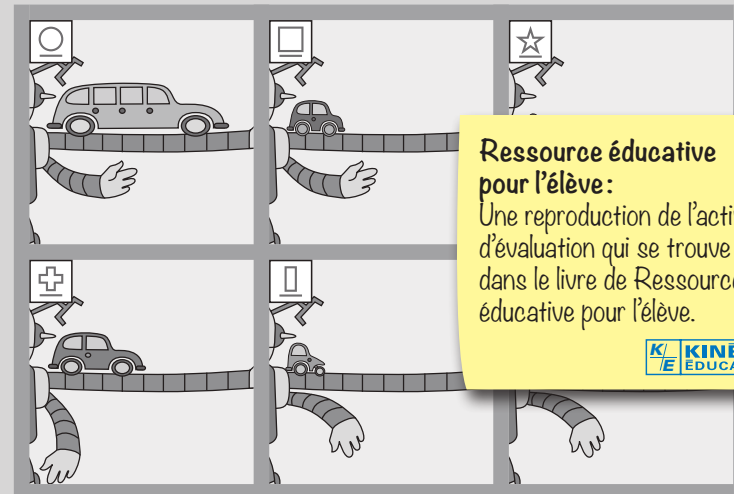 Ressource éducative
pour l'élève:
Une reproduction de l'acti
d'évaluation qui se trouve
dans le livre de Ressource
éducative pour l'élève.
K/E KINÉ
ÉDUCA